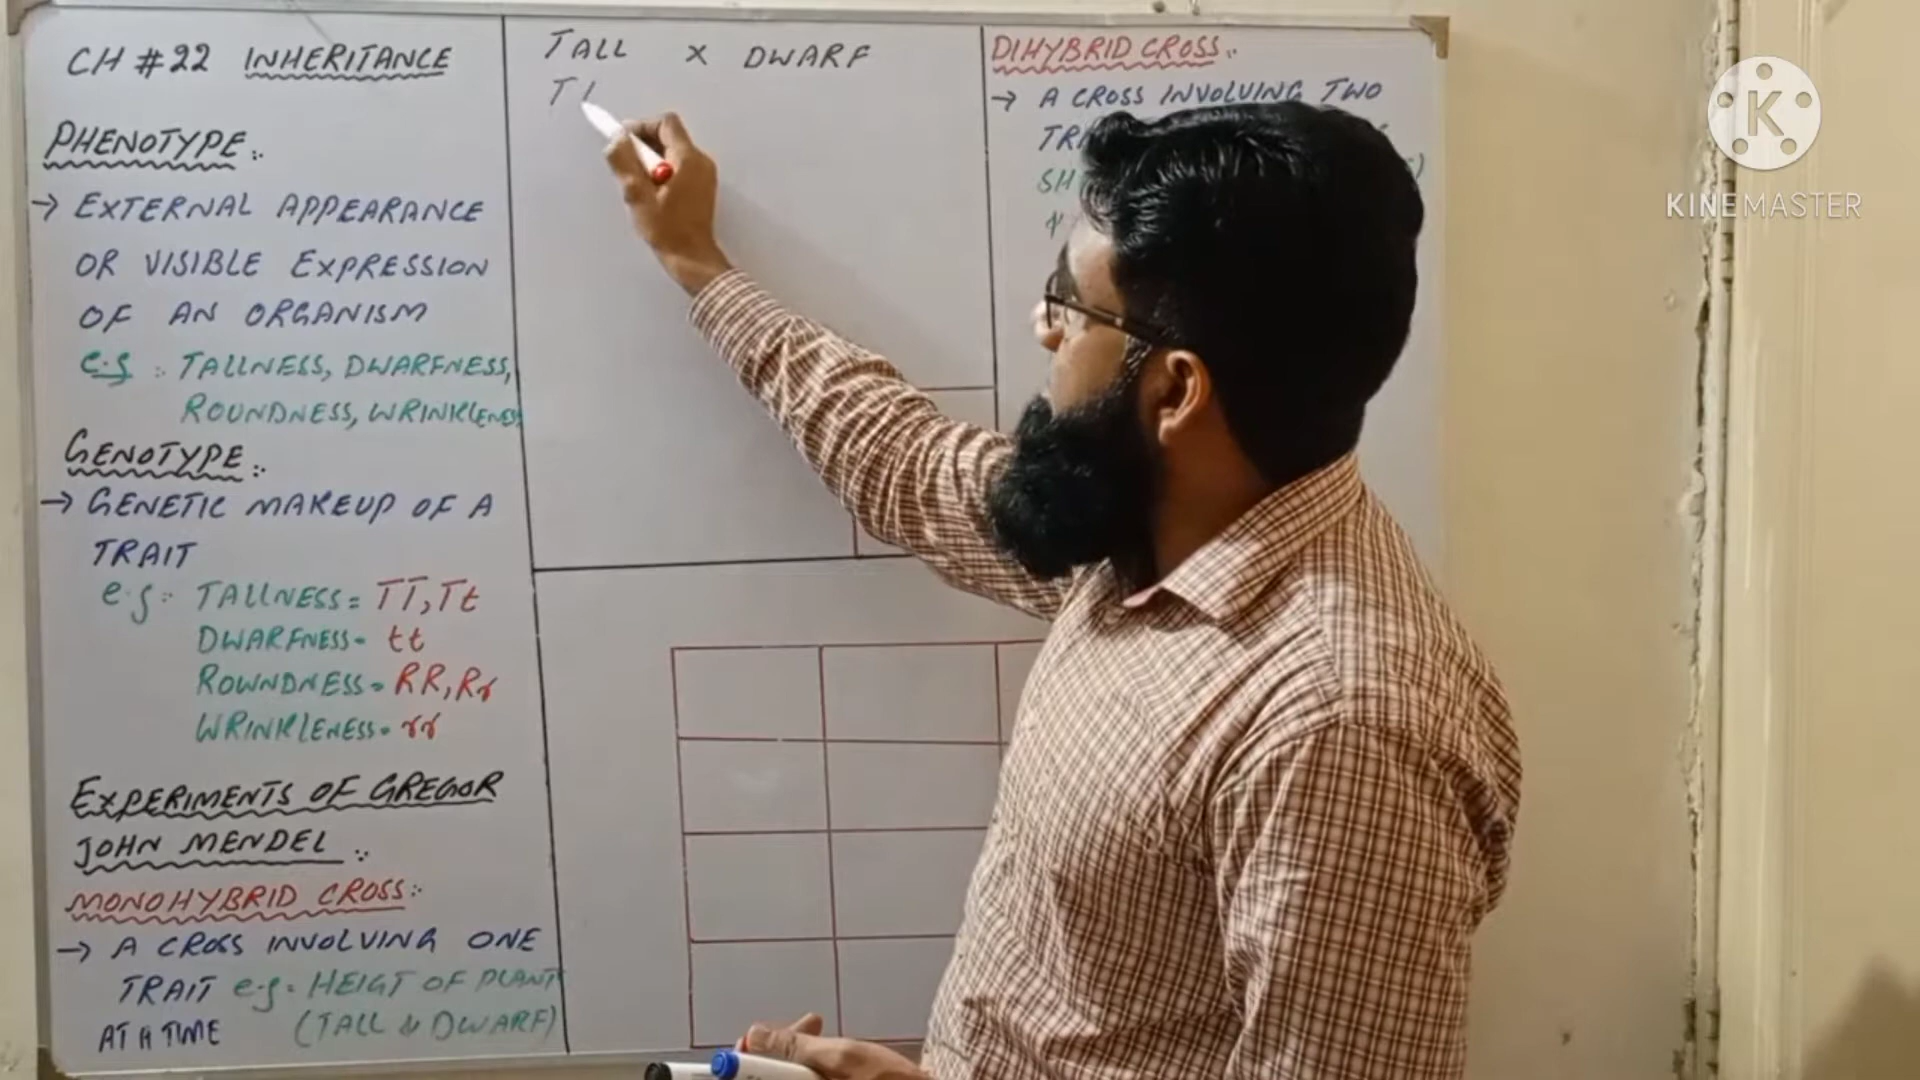 CH #22 INHERITANCE
PHENOTYPE :.
→ EXTERNAL APPEARANCE
OR VISIBLE EXPRESSION
OF AN ORGANISM
e.g : TALLNESS, DWARFNESS,
ROUNDNESS, WRINKLENESS
GENOTYPE :.
→ GENETIC MAKEUP OF A
TRAIT
e.g : TALLNESS = TT, Tt
DWARFNESS = tt
ROWNDNESS = RR, Rr
WRINKLENESS = rr
EXPERIMENTS OF GREGOR
JOHN MENDEL :.
MONOHYBRID CROSS :.
→ A CROSS INVOLVING ONE
TRAIT e.g : HEIGT OF PLANT
AT A TIME (TALL & DWARF)
TALL X DWARF
T
DIHYBRID CROSS :.
→ A CROSS INVOLVING TWO
K
KINEMASTER